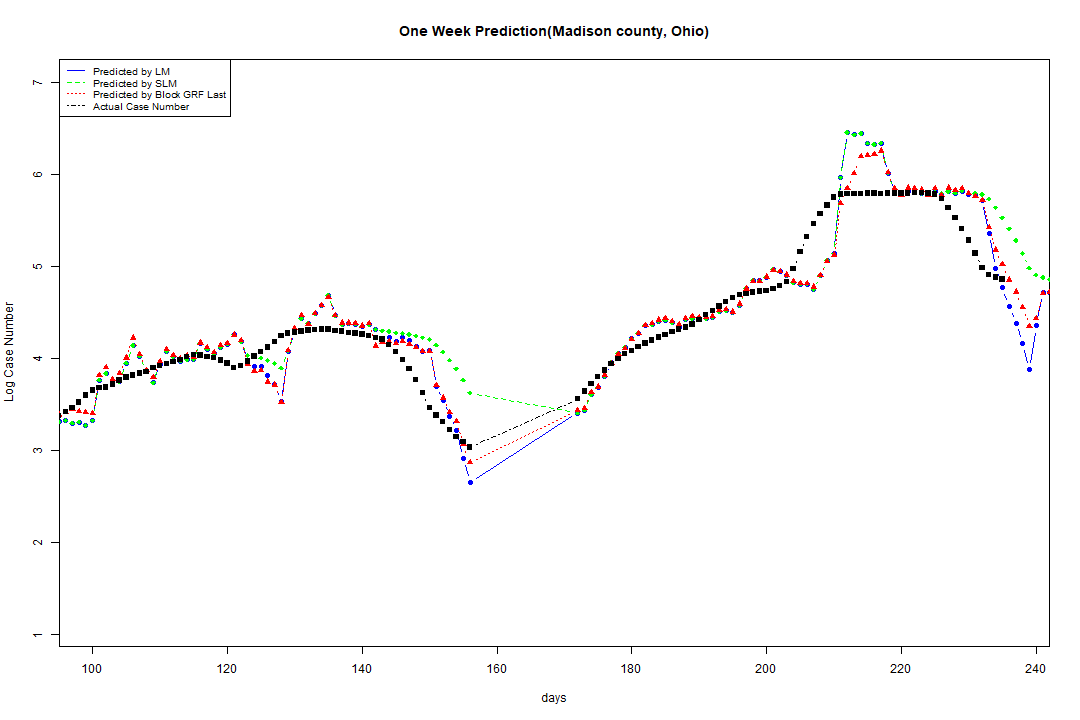 One Week Prediction(Madison county, Ohio)
Predicted by LM
Predicted by SLM
Predicted by Block GRF Last
Actual Case Number
7
6
5
4
3
2
1
Log Case Number
100 120 140 160 180 200 220 240
days